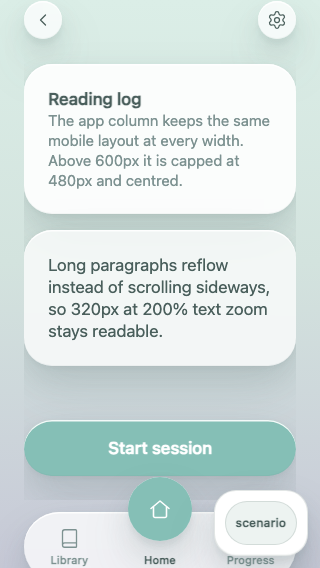 Reading log
The app column keeps the same
mobile layout at every width.
Above 600px it is capped at
480px and centred.
Long paragraphs reflow
instead of scrolling sideways,
so 320px at 200% text zoom
stays readable.
Start session
scenario
Library
Home
Progress